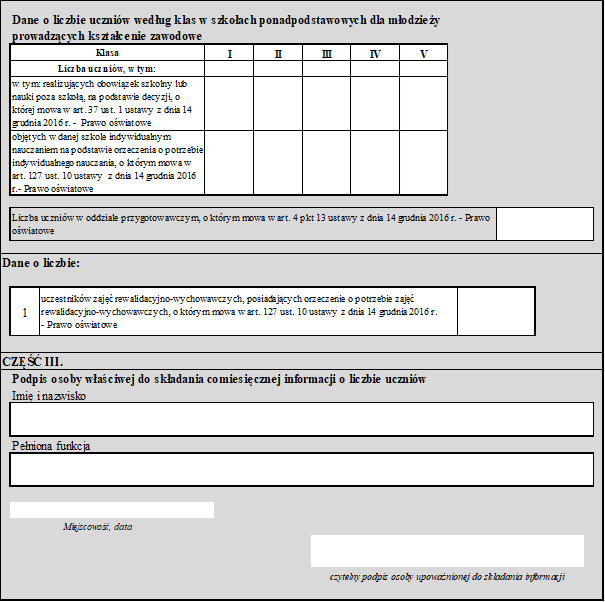 Dane o liczbie uczniów według klas w szkołach ponadpodstawowych dla młodzieży
prowadzących kształcenie zawodowe
Klasa I II III IV V
Liczba uczniów, w tym:
w tym: realizujących obowiązek szkolny lub
nauki poza szkołą, na podstawie decyzji, o
której mowa w art. 37 ust. 1 ustawy z dnia 14
grudnia 2016 r. - Prawo oświatowe
objętych w danej szkole indywidualnym
nauczaniem na podstawie orzeczenia o potrzebie
indywidualnego nauczania, o którym mowa w
art. 127 ust. 10 ustawy z dnia 14 grudnia 2016
r.- Prawo oświatowe
Liczba uczniów w oddziale przygotowawczym, o którym mowa w art. 4 pkt 13 ustawy z dnia 14 grudnia 2016 r. - Prawo
oświatowe
Dane o liczbie:
1 uczestników zajęć rewalidacyjno-wychowawczych, posiadających orzeczenie o potrzebie zajęć
rewalidacyjno-wychowawczych, o którym mowa w art. 127 ust. 10 ustawy z dnia 14 grudnia 2016 r.
- Prawo oświatowe
CZĘŚĆ III.
Podpis osoby właściwej do składania comiesięcznej informacji o liczbie uczniów
Imię i nazwisko
Pełniona funkcja
Miejscowość, data
czytelny podpis osoby upoważnionej do składania informacji